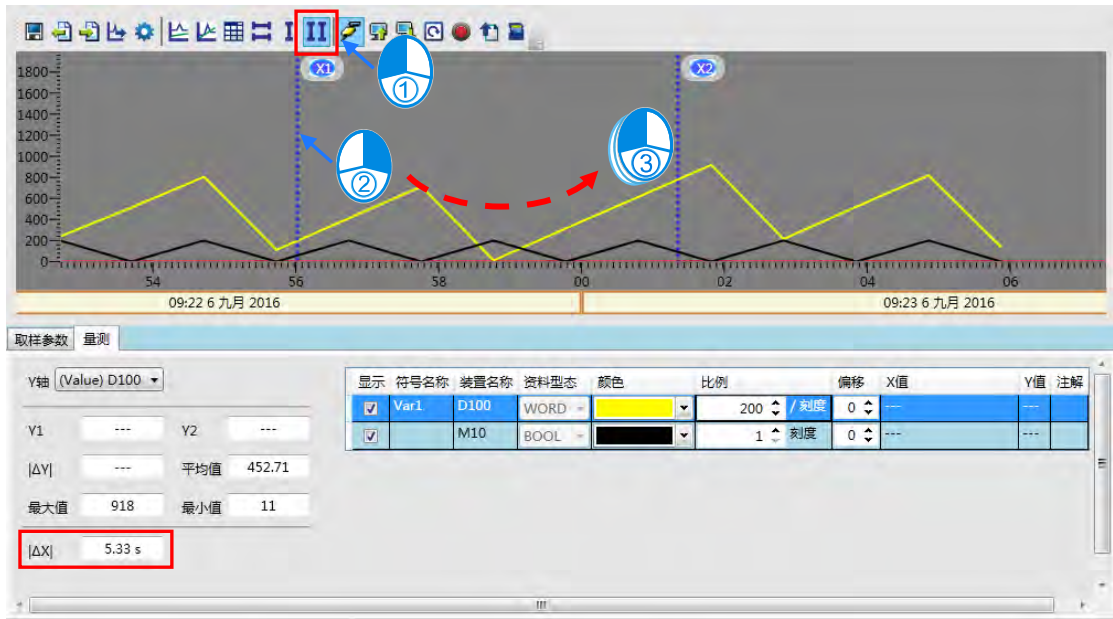 X1
X2
①
②
③
1800
1600
1400
1200
1000
800
600
400
200
0
54 56 58 00 02 04 06
09:22 6 九月 2016 09:23 6 九月 2016
取样参数 量测
Y轴 (Value) D100
Y1 --- Y2 ---
|ΔY| --- 平均值 452.71
最大值 918 最小值 11
|ΔX| 5.33 s
显示 符号名称 装置名称 资料型态 颜色 比例 偏移 X值 Y值 注解
Var1 D100 WORD 200 / 刻度 0 --- ---
M10 BOOL 1 刻度 0 --- ---